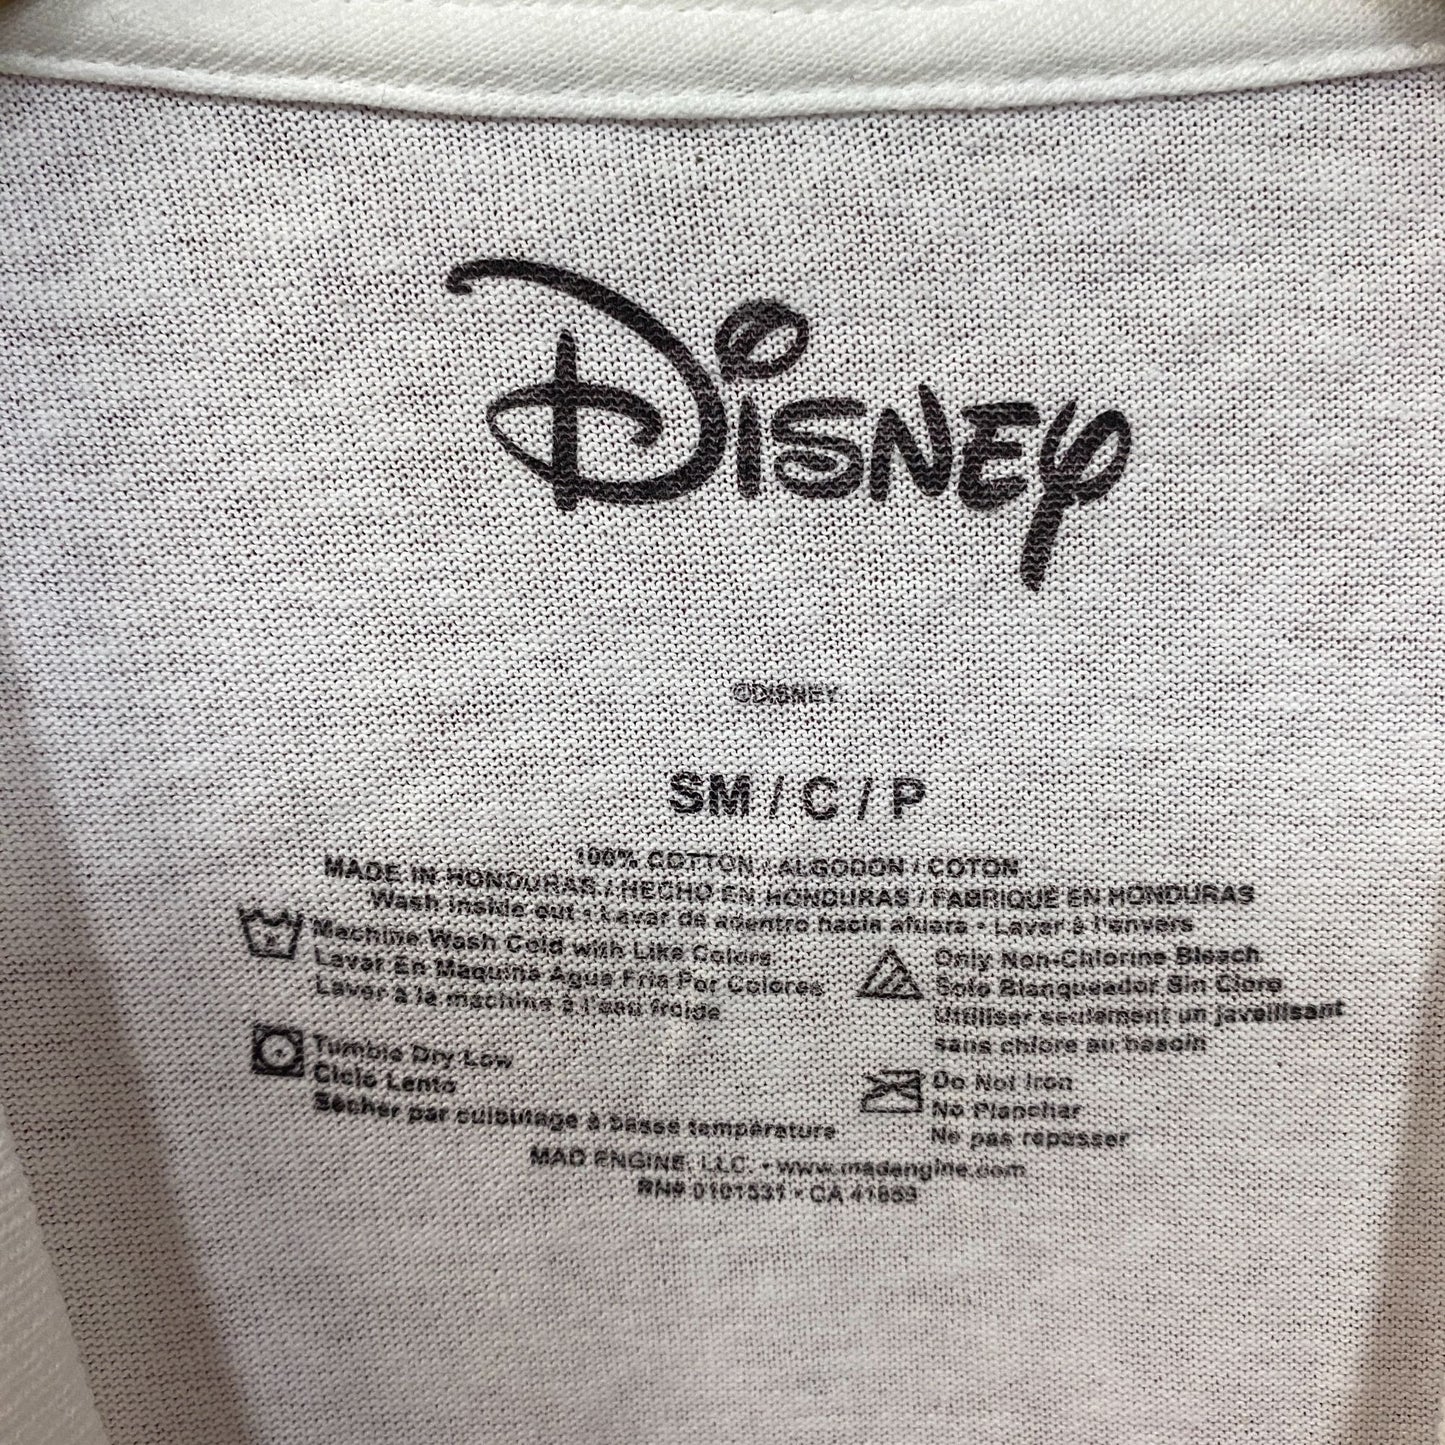 Disney
©DISNEY
SM / C / P
100% COTTON / ALGODON / COTON
MADE IN HONDURAS / HECHO EN HONDURAS / FABRIQUÉ EN HONDURAS
Wash inside out • Lavar de adentro hacia afuera • Laver à l'envers
Machine Wash Cold with Like Colors
Lavar En Maquina Agua Fria Por Colores
Laver à la machine à l'eau froide
Only Non-Chlorine Bleach
Solo Blanqueador Sin Cloro
Utiliser seulement un javellisant
sans chlore au besoin
Tumble Dry Low
Ciclo Lento
Sécher par culbutage à basse température
Do Not Iron
No Planchar
Ne pas repasser
MAD ENGINE, LLC. • www.madengine.com
RN# 0101531 • CA